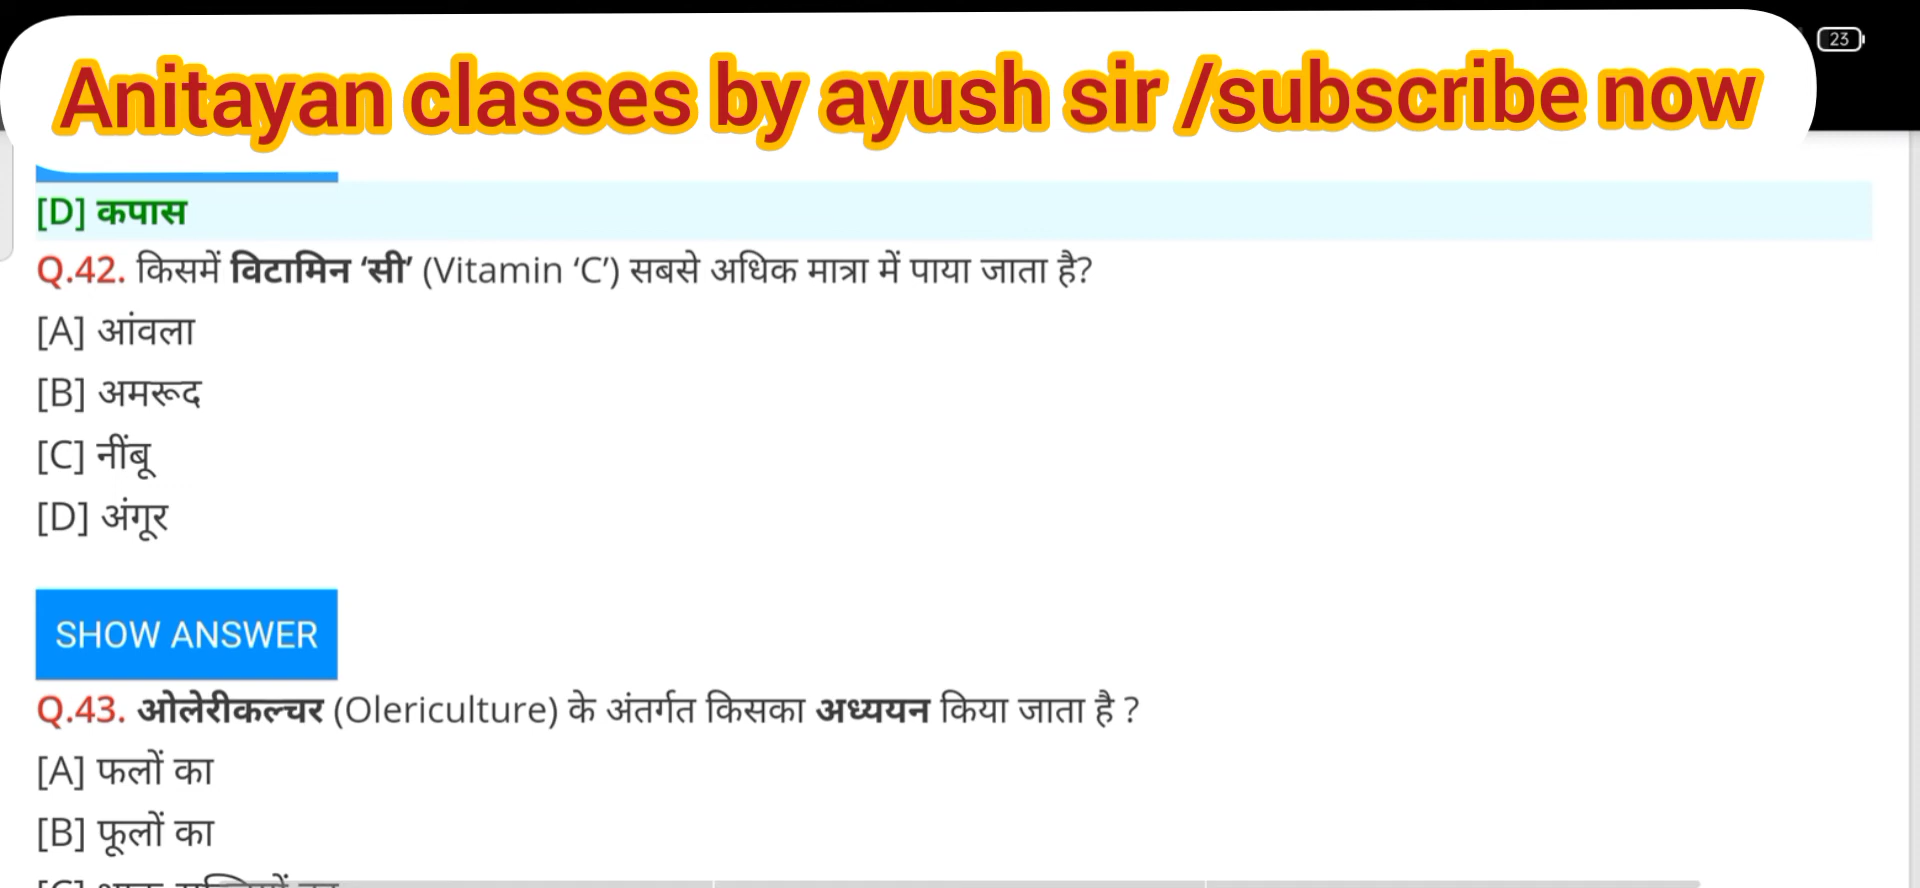 23
Anitayan classes by ayush sir /subscribe now
[D] कपास
Q.42. किसमें विटामिन ‘सी’ (Vitamin ‘C’) सबसे अधिक मात्रा में पाया जाता है?
[A] आंवला
[B] अमरूद
[C] नींबू
[D] अंगूर
SHOW ANSWER
Q.43. ओलेरीकल्चर (Olericulture) के अंतर्गत किसका अध्ययन किया जाता है ?
[A] फलों का
[B] फूलों का